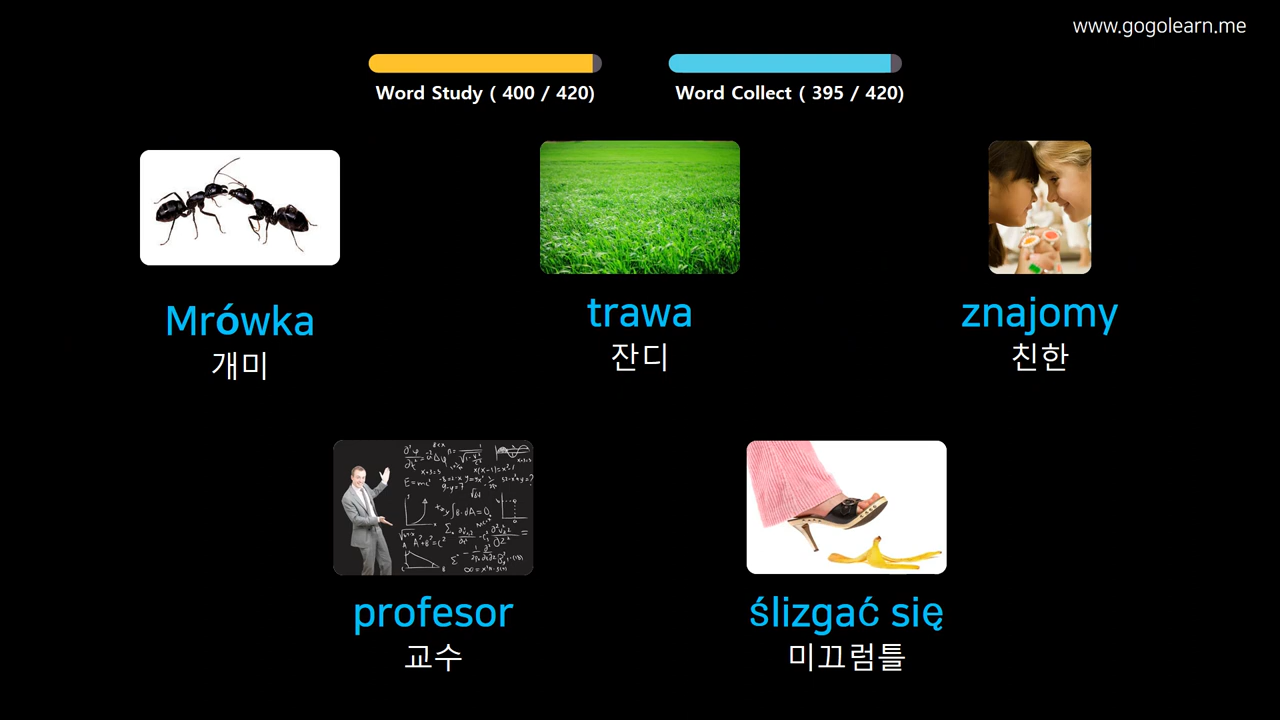 www.gogolearn.me
Word Study ( 400 / 420)
Word Collect ( 395 / 420)
Mrówka
개미
trawa
잔디
znajomy
친한
profesor
교수
ślizgać się
미끄럼틀